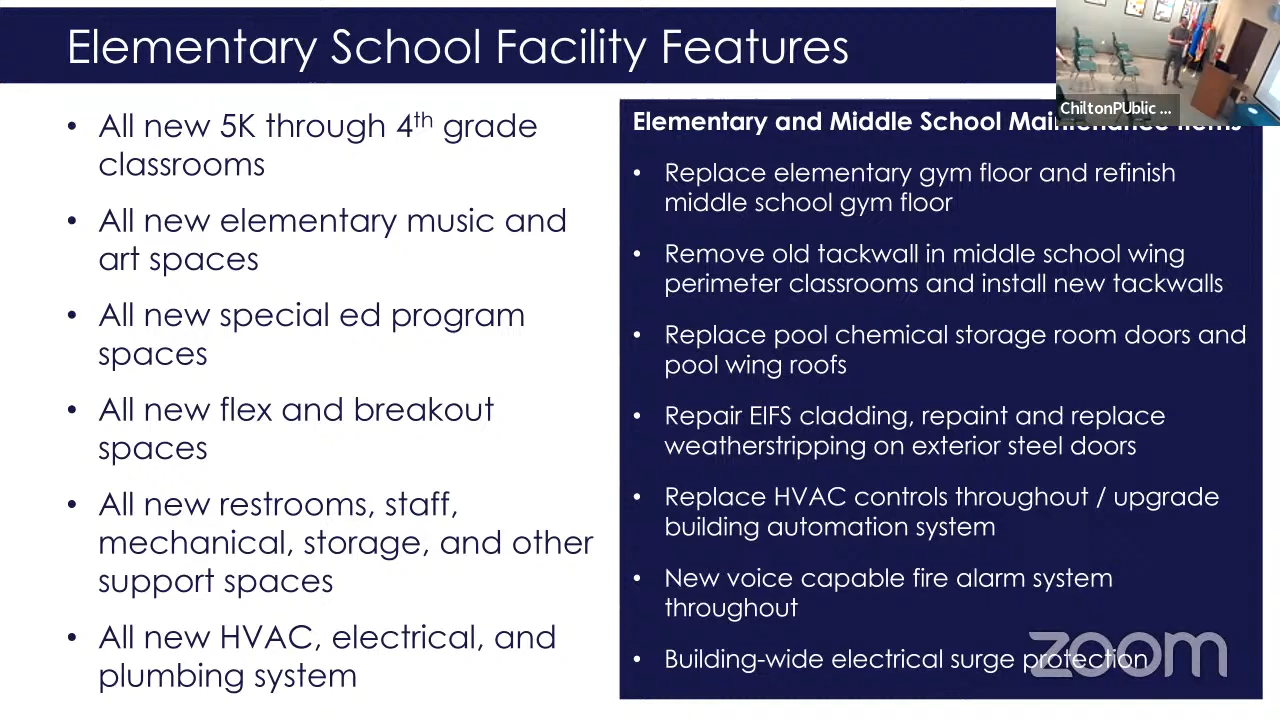 Elementary School Facility Features
ChiltonPUblic ...
• All new 5K through 4th grade
classrooms
• All new elementary music and
art spaces
• All new special ed program
spaces
• All new flex and breakout
spaces
• All new restrooms, staff,
mechanical, storage, and other
support spaces
• All new HVAC, electrical, and
plumbing system
Elementary and Middle School Maintenance Items
• Replace elementary gym floor and refinish
middle school gym floor
• Remove old tackwall in middle school wing
perimeter classrooms and install new tackwalls
• Replace pool chemical storage room doors and
pool wing roofs
• Repair EIFS cladding, repaint and replace
weatherstripping on exterior steel doors
• Replace HVAC controls throughout / upgrade
building automation system
• New voice capable fire alarm system
throughout
• Building-wide electrical surge protection
zoom